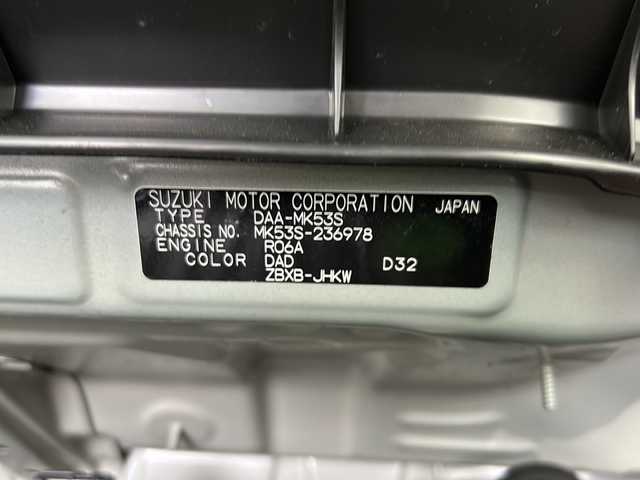 SUZUKI MOTOR CORPORATION JAPAN
TYPE DAA-MK53S
CHASSIS NO. MK53S-236978
ENGINE R06A
COLOR DAD D32
ZBXB-JHKW